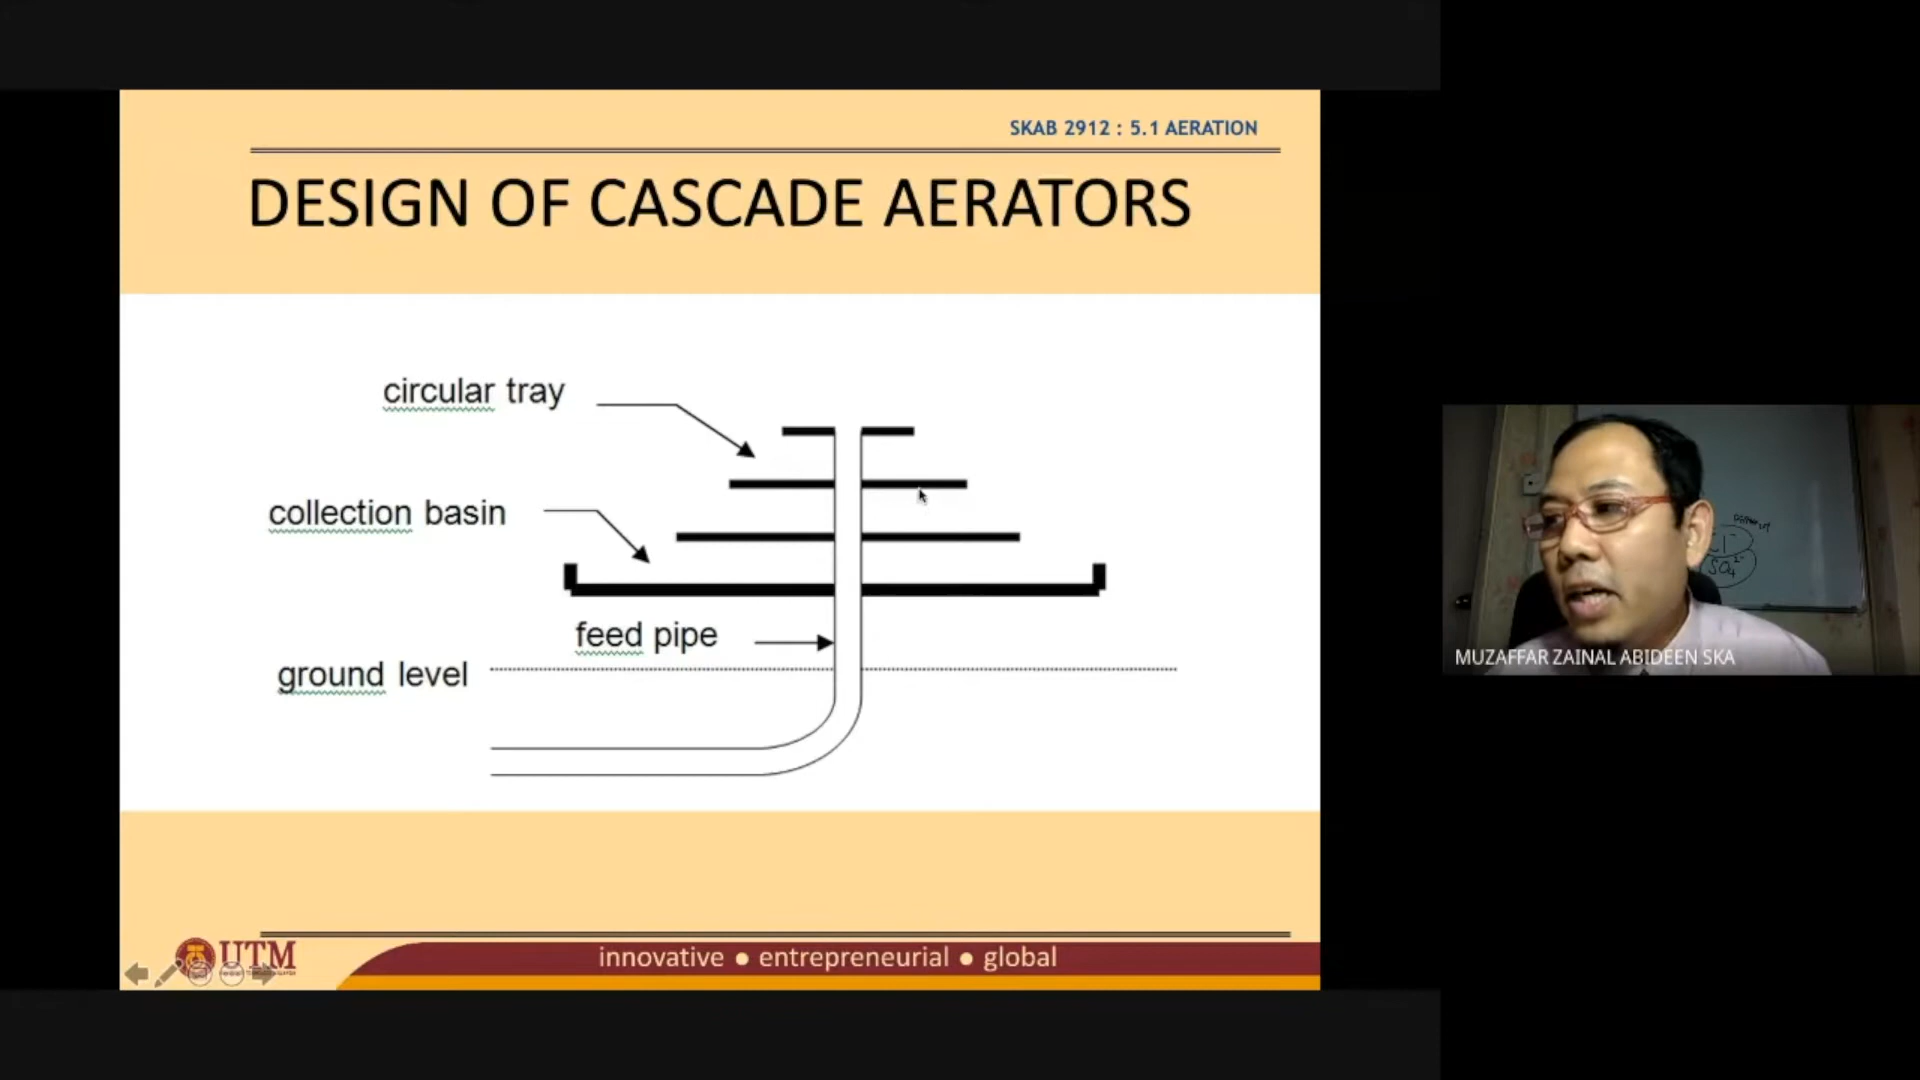 SKAB 2912 : 5.1 AERATION
DESIGN OF CASCADE AERATORS
circular tray
collection basin
feed pipe
ground level
SO₄²⁻
MUZAFFAR ZAINAL ABIDEEN SKA
UTM
innovative ● entrepreneurial ● global